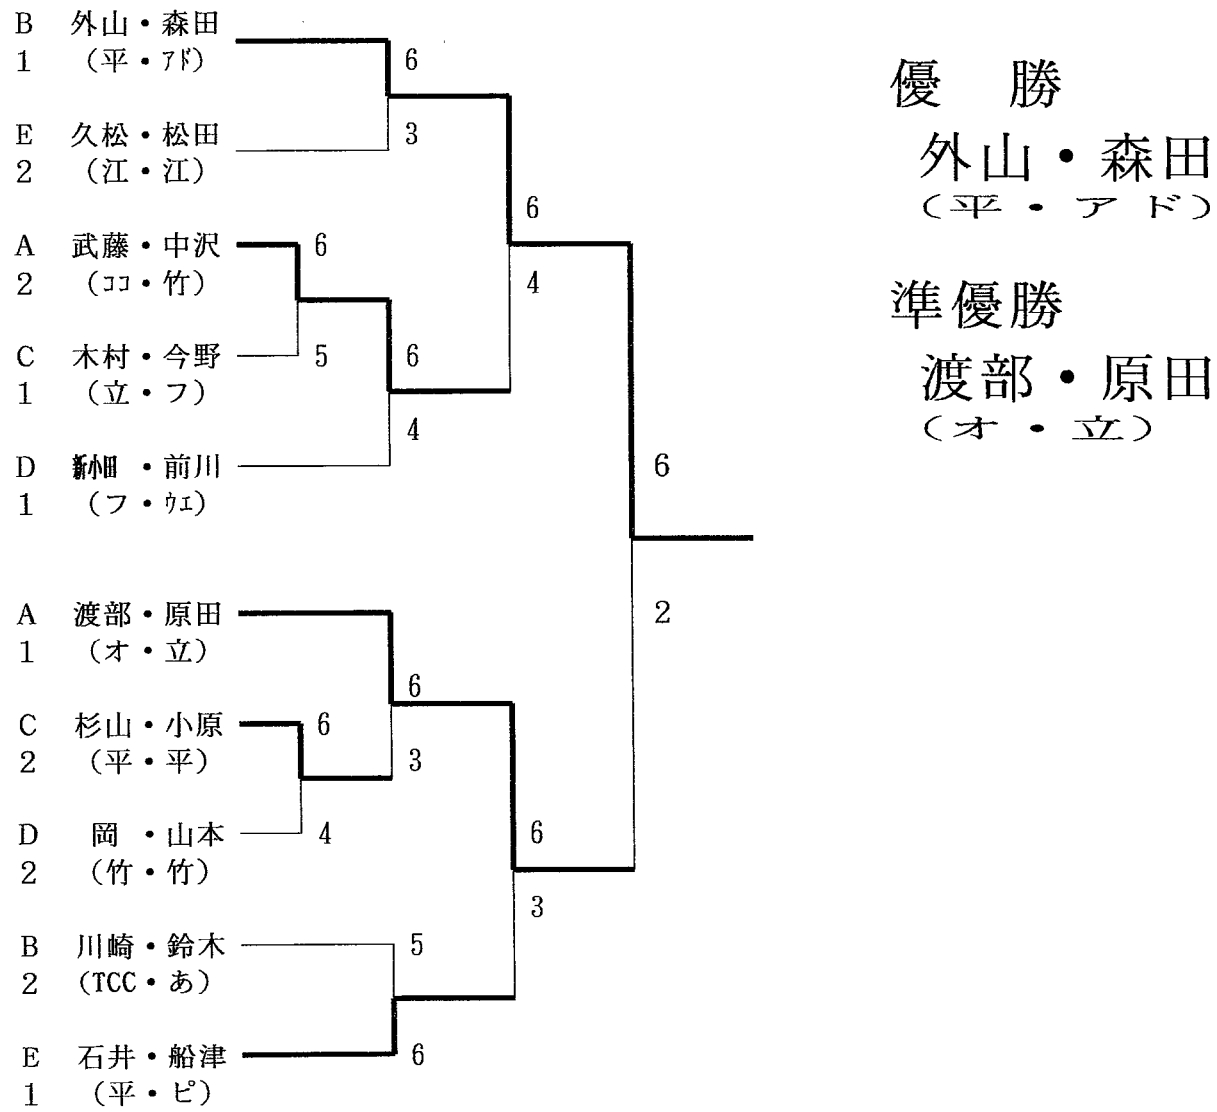 B 外山・森田
1 (平・ｱﾄﾞ)
6
E 久松・松田
3
2 (江・江)
6
A 武藤・中沢 6
2 (ココ・竹)
4
C 木村・今野 5
6
1 (立・フ)
4
D 新小田・前川
6
1 (フ・ｳｴ)
A 渡部・原田
2
1 (オ・立)
6
C 杉山・小原 6
2 (平・平)
3
D 岡・山本 4
6
2 (竹・竹)
3
B 川崎・鈴木 5
2 (TCC・あ)
E 石井・船津 6
1 (平・ピ)
優 勝
外山・森田
(平・アド)
準優勝
渡部・原田
(オ・立)